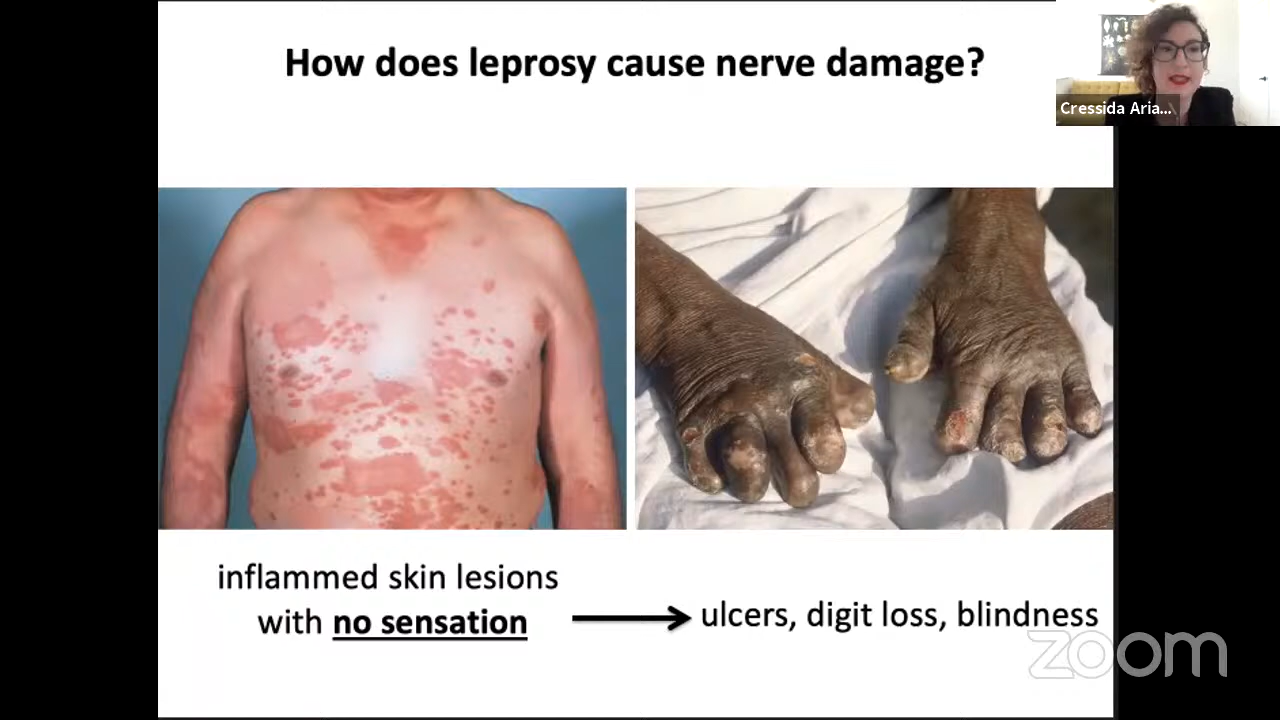 How does leprosy cause nerve damage?
Cressida Aria...
inflammed skin lesions
with no sensation
ulcers, digit loss, blindness
zoom